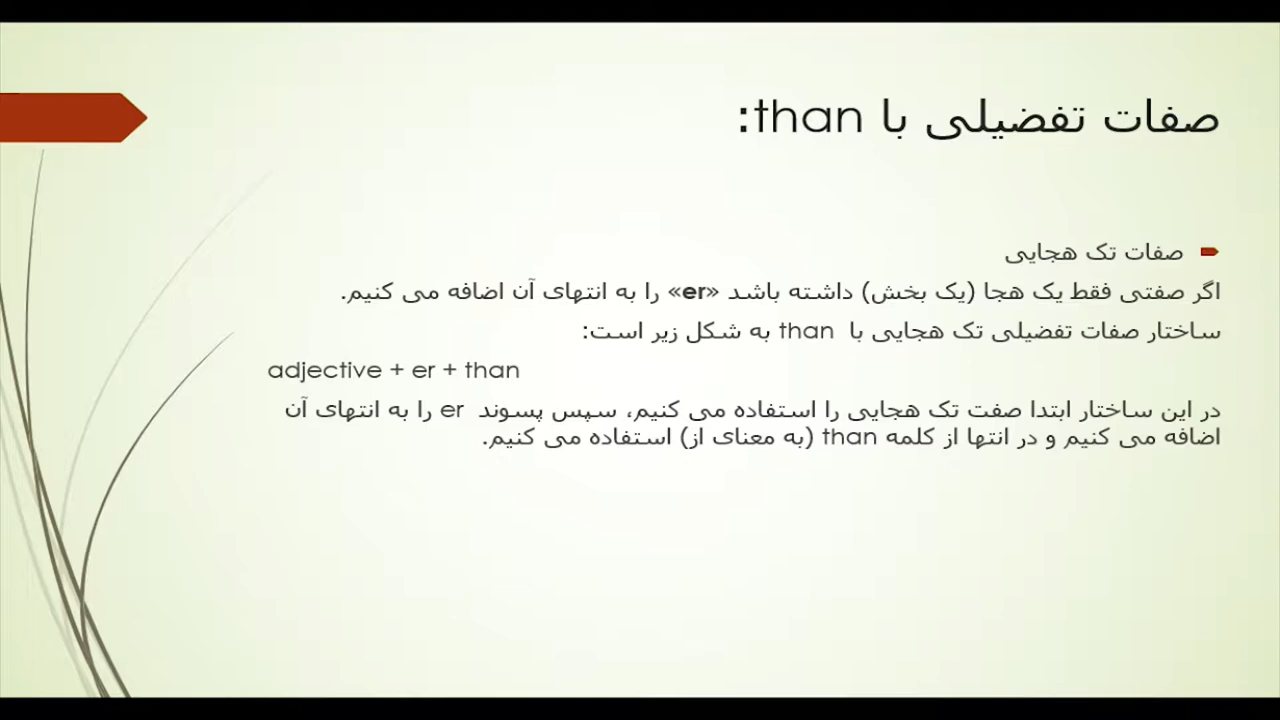 صفات تفضیلی با than:
صفات تک هجایی
اگر صفتی فقط یک هجا (یک بخش) داشته باشد «er» را به انتهای آن اضافه می کنیم.
ساختار صفات تفضیلی تک هجایی با than به شکل زیر است:
adjective + er + than
در این ساختار ابتدا صفت تک هجایی را استفاده می کنیم، سپس پسوند er را به انتهای آن
اضافه می کنیم و در انتها از کلمه than (به معنای از) استفاده می کنیم.